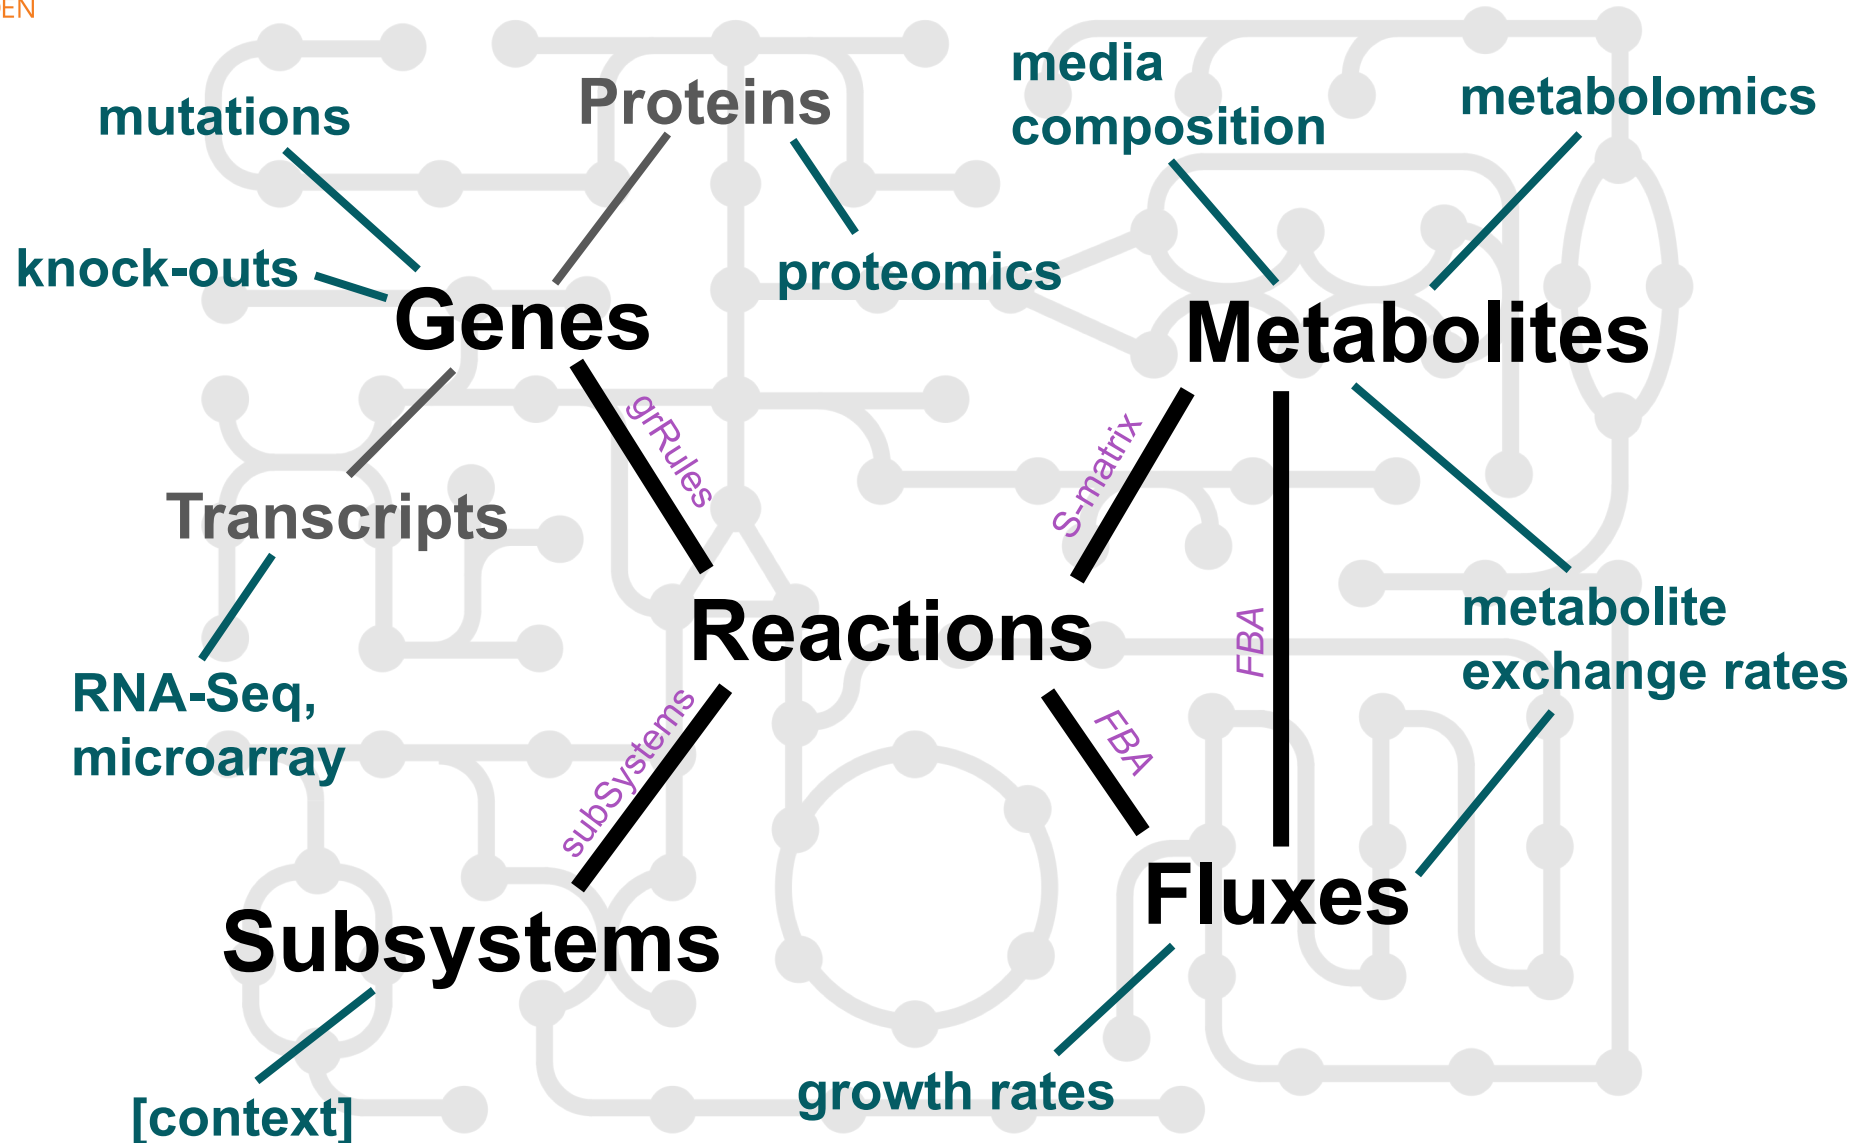 mutations
Proteins
media
composition
metabolomics
knock-outs
proteomics
Genes
Metabolites
grRules
S-matrix
Transcripts
Reactions
FBA
metabolite
exchange rates
RNA-Seq,
microarray
subSystems
FBA
Fluxes
Subsystems
growth rates
[context]